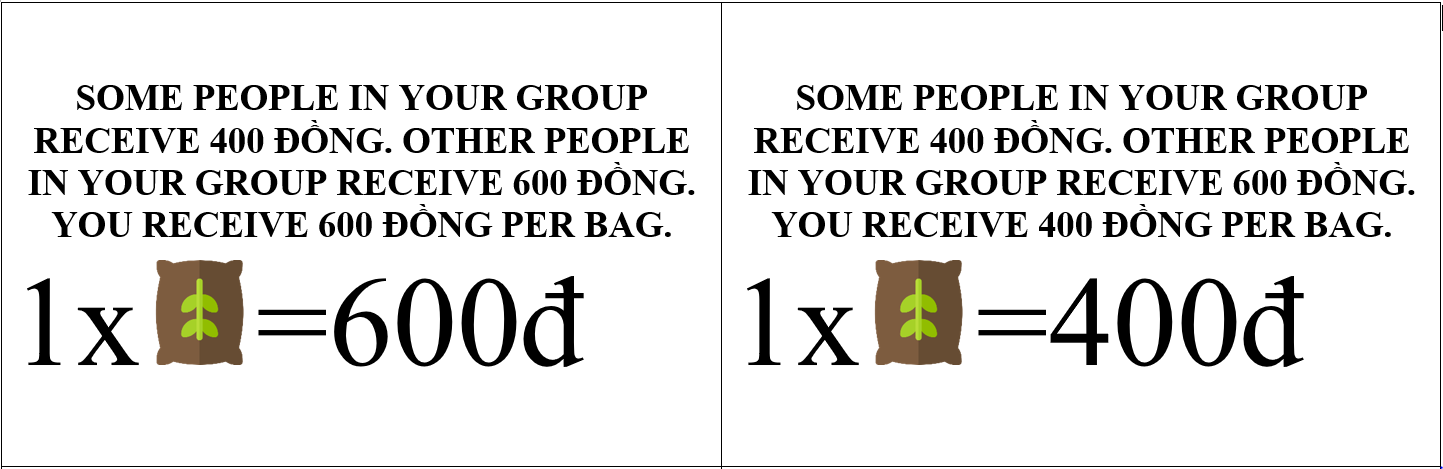 SOME PEOPLE IN YOUR GROUP
RECEIVE 400 ĐỒNG. OTHER PEOPLE
IN YOUR GROUP RECEIVE 600 ĐỒNG.
YOU RECEIVE 600 ĐỒNG PER BAG.
1x =600đ
SOME PEOPLE IN YOUR GROUP
RECEIVE 400 ĐỒNG. OTHER PEOPLE
IN YOUR GROUP RECEIVE 600 ĐỒNG.
YOU RECEIVE 400 ĐỒNG PER BAG.
1x =400đ